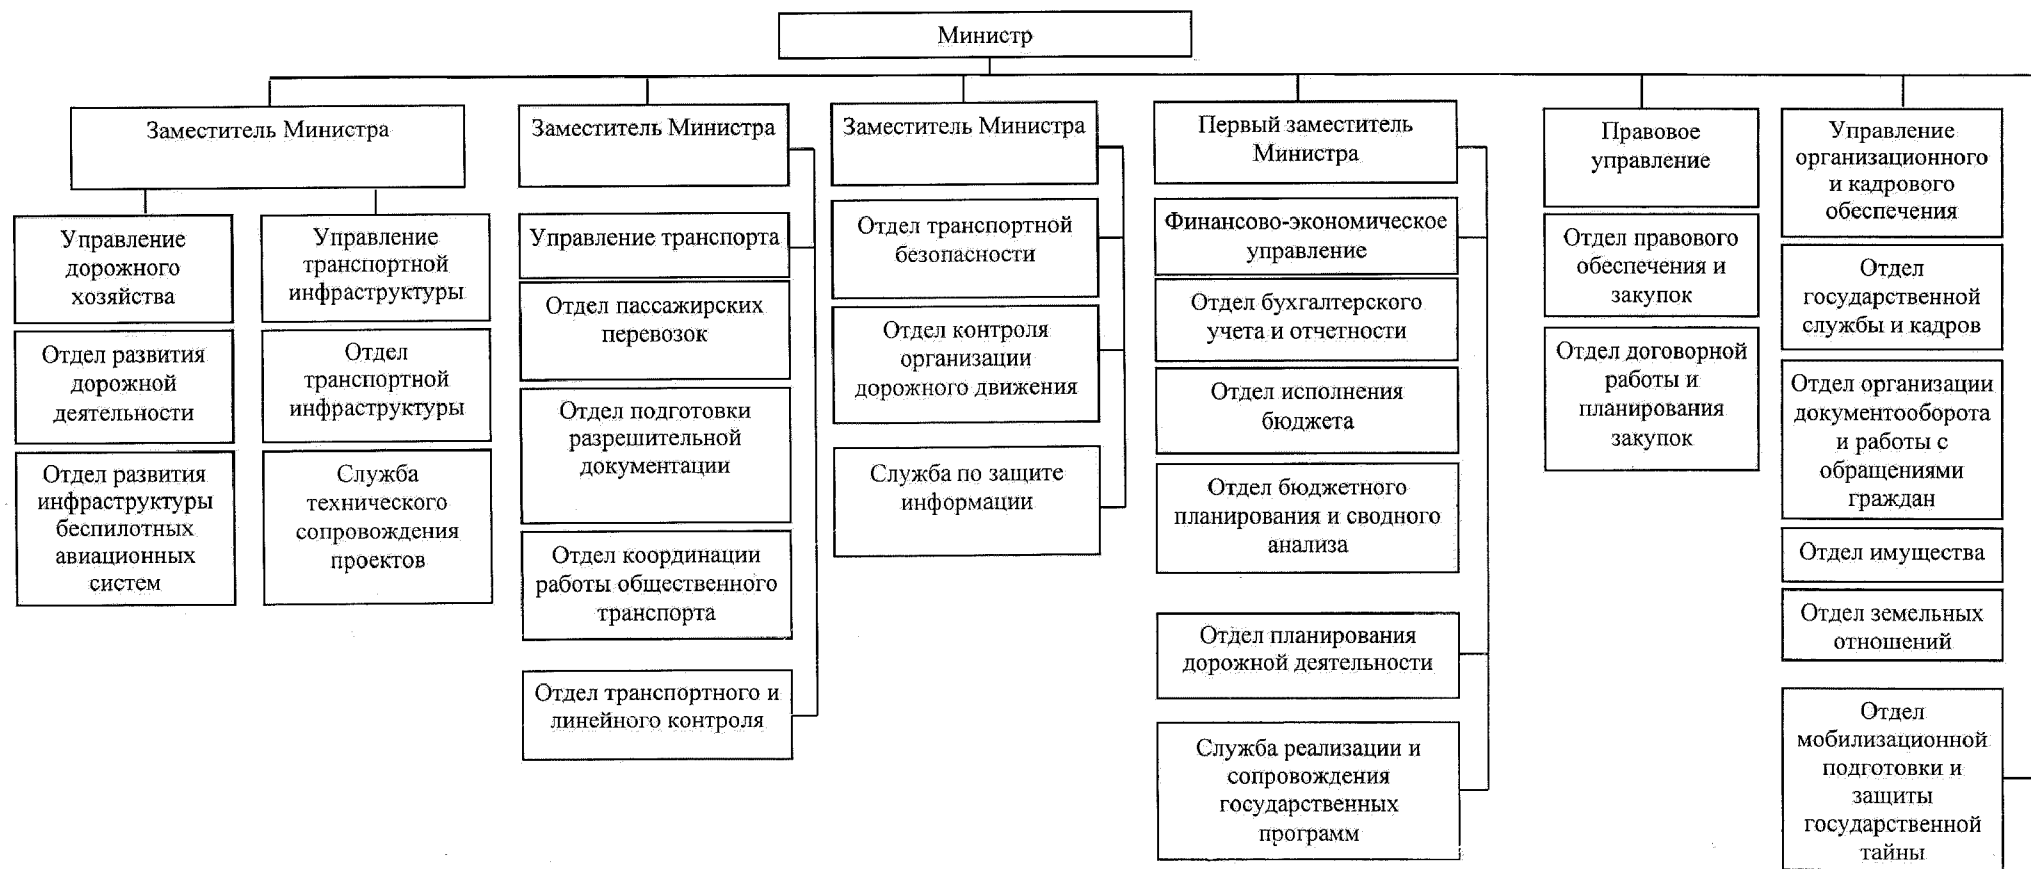 Министр
Заместитель Министра
Управление
дорожного
хозяйства
Отдел развития
дорожной
деятельности
Отдел развития
инфраструктуры
беспилотных
авиационных
систем
Управление
транспортной
инфраструктуры
Отдел
транспортной
инфраструктуры
Служба
технического
сопровождения
проектов
Заместитель Министра
Управление транспорта
Отдел пассажирских
перевозок
Отдел подготовки
разрешительной
документации
Отдел координации
работы общественного
транспорта
Отдел транспортного и
линейного контроля
Заместитель Министра
Отдел транспортной
безопасности
Отдел контроля
организации
дорожного движения
Служба по защите
информации
Первый заместитель
Министра
Финансово-экономическое
управление
Отдел бухгалтерского
учета и отчетности
Отдел исполнения
бюджета
Отдел бюджетного
планирования и сводного
анализа
Отдел планирования
дорожной деятельности
Служба реализации и
сопровождения
государственных
программ
Правовое
управление
Отдел правового
обеспечения и
закупок
Отдел договорной
работы и
планирования
закупок
Управление
организационного
и кадрового
обеспечения
Отдел
государственной
службы и кадров
Отдел организации
документооборота
и работы с
обращениями
граждан
Отдел имущества
Отдел земельных
отношений
Отдел
мобилизационной
подготовки и
защиты
государственной
тайны